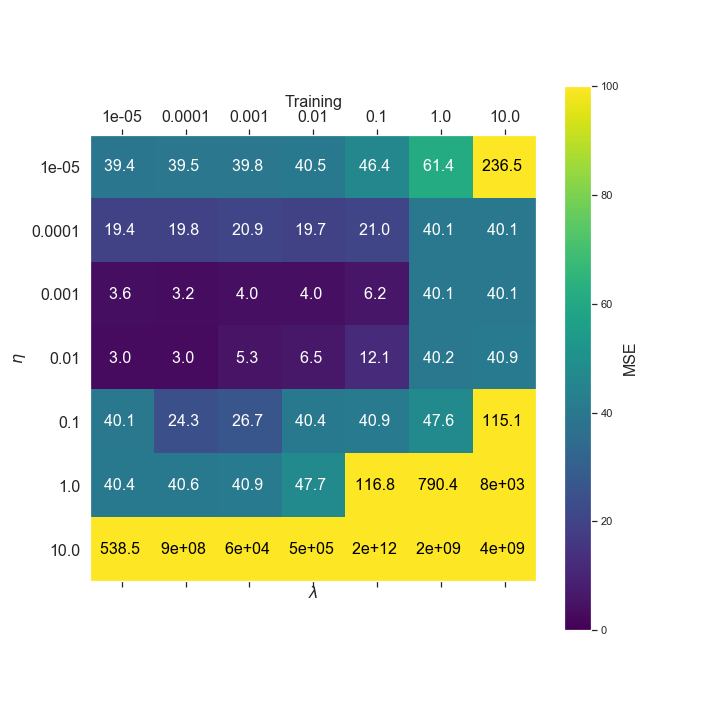 Training
1e-05 0.0001 0.001 0.01 0.1 1.0 10.0
1e-05 39.4 39.5 39.8 40.5 46.4 61.4 236.5
0.0001 19.4 19.8 20.9 19.7 21.0 40.1 40.1
0.001 3.6 3.2 4.0 4.0 6.2 40.1 40.1
0.01 3.0 3.0 5.3 6.5 12.1 40.2 40.9
0.1 40.1 24.3 26.7 40.4 40.9 47.6 115.1
1.0 40.4 40.6 40.9 47.7 116.8 790.4 8e+03
10.0 538.5 9e+08 6e+04 5e+05 2e+12 2e+09 4e+09
η
λ
100
80
60
40
20
0
MSE